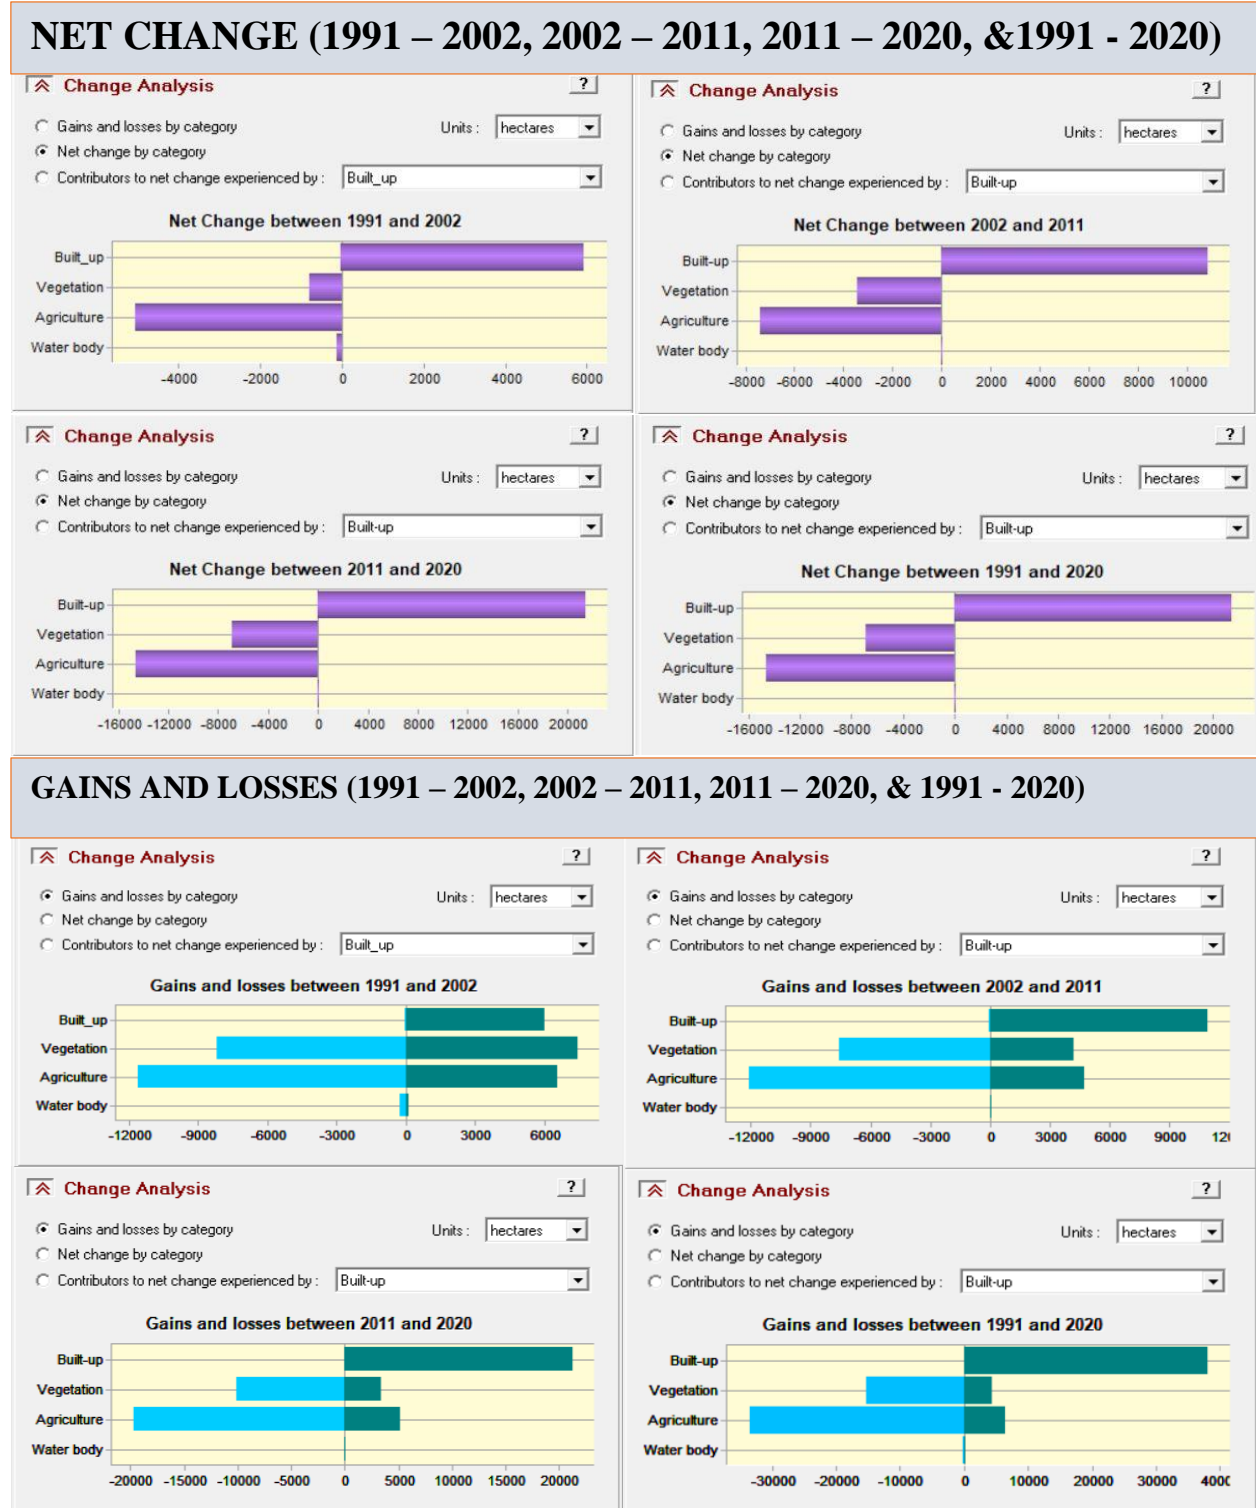 NET CHANGE (1991 – 2002, 2002 – 2011, 2011 – 2020, &1991 - 2020)
Change Analysis
?
Gains and losses by category
Units : hectares
Net change by category
Contributors to net change experienced by : Built_up
Net Change between 1991 and 2002
Built_up
Vegetation
Agriculture
Water body
-4000 -2000 0 2000 4000 6000
Change Analysis
?
Gains and losses by category
Units : hectares
Net change by category
Contributors to net change experienced by : Built-up
Net Change between 2002 and 2011
Built-up
Vegetation
Agriculture
Water body
-8000 -6000 -4000 -2000 0 2000 4000 6000 8000 10000
Change Analysis
?
Gains and losses by category
Units : hectares
Net change by category
Contributors to net change experienced by : Built-up
Net Change between 2011 and 2020
Built-up
Vegetation
Agriculture
Water body
-16000 -12000 -8000 -4000 0 4000 8000 12000 16000 20000
Change Analysis
?
Gains and losses by category
Units : hectares
Net change by category
Contributors to net change experienced by : Built-up
Net Change between 1991 and 2020
Built-up
Vegetation
Agriculture
Water body
-16000 -12000 -8000 -4000 0 4000 8000 12000 16000 20000
GAINS AND LOSSES (1991 – 2002, 2002 – 2011, 2011 – 2020, & 1991 - 2020)
Change Analysis
?
Gains and losses by category
Units : hectares
Net change by category
Contributors to net change experienced by : Built_up
Gains and losses between 1991 and 2002
Built_up
Vegetation
Agriculture
Water body
-12000 -9000 -6000 -3000 0 3000 6000
Change Analysis
?
Gains and losses by category
Units : hectares
Net change by category
Contributors to net change experienced by : Built-up
Gains and losses between 2002 and 2011
Built-up
Vegetation
Agriculture
Water body
-12000 -9000 -6000 -3000 0 3000 6000 9000
Change Analysis
?
Gains and losses by category
Units : hectares
Net change by category
Contributors to net change experienced by : Built-up
Gains and losses between 2011 and 2020
Built-up
Vegetation
Agriculture
Water body
-20000 -15000 -10000 -5000 0 5000 10000 15000 20000
Change Analysis
?
Gains and losses by category
Units : hectares
Net change by category
Contributors to net change experienced by : Built-up
Gains and losses between 1991 and 2020
Built-up
Vegetation
Agriculture
Water body
-30000 -20000 -10000 0 10000 20000 30000